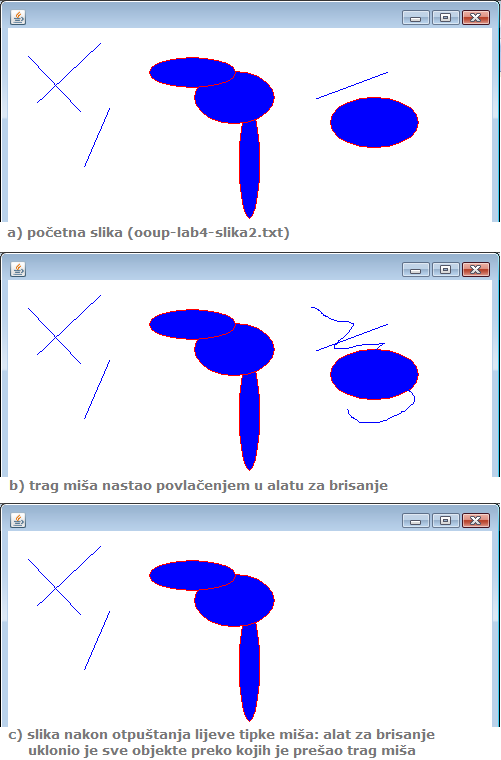 a) početna slika (ooup-lab4-slika2.txt)
b) trag miša nastao povlačenjem u alatu za brisanje
c) slika nakon otpuštanja lijeve tipke miša: alat za brisanje
uklonio je sve objekte preko kojih je prešao trag miša